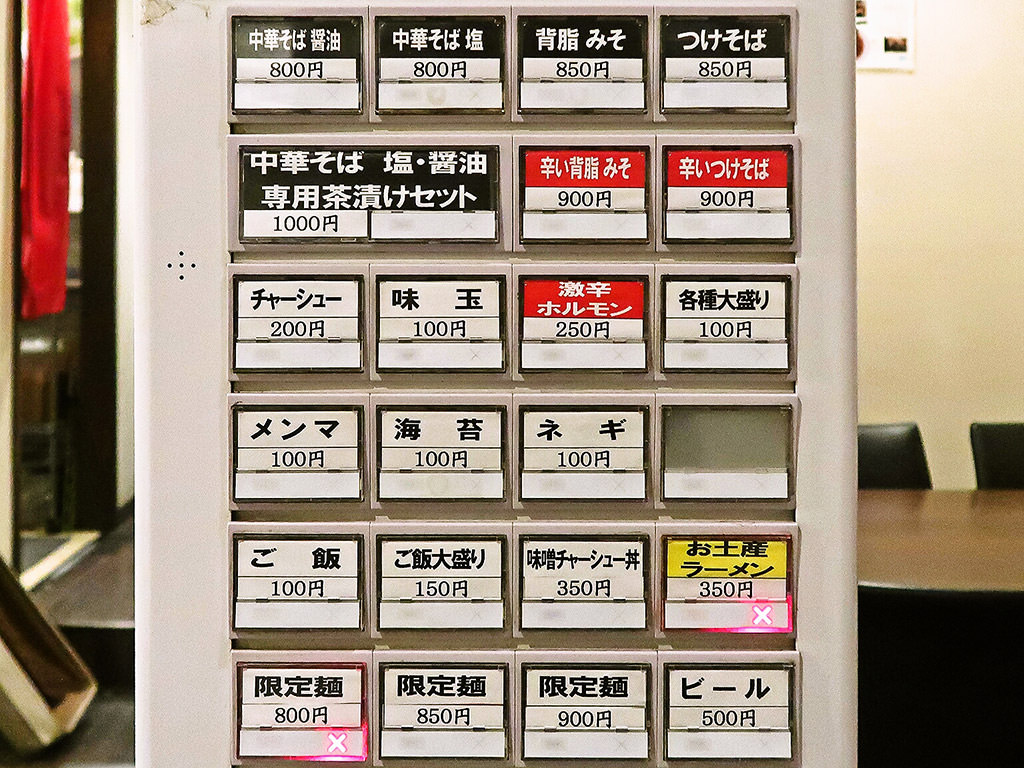 中華そば 醤油
800円
中華そば 塩
800円
背脂 みそ
850円
つけそば
850円
中華そば 塩・醤油
専用茶漬けセット
1000円
辛い背脂 みそ
900円
辛いつけそば
900円
チャーシュー
200円
味 玉
100円
激辛
ホルモン
250円
各種大盛り
100円
メンマ
100円
海 苔
100円
ネ ギ
100円
ご 飯
100円
ご飯大盛り
150円
味噌チャーシュー丼
350円
お土産
ラーメン
350円
×
限定麺
800円
×
限定麺
850円
限定麺
900円
ビール
500円